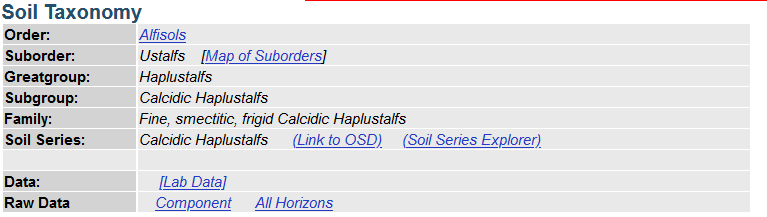 Soil Taxonomy
Order: Alfisols
Suborder: Ustalfs [Map of Suborders]
Greatgroup: Haplustalfs
Subgroup: Calcidic Haplustalfs
Family: Fine, smectitic, frigid Calcidic Haplustalfs
Soil Series: Calcidic Haplustalfs (Link to OSD) (Soil Series Explorer)
Data: [Lab Data]
Raw Data Component All Horizons